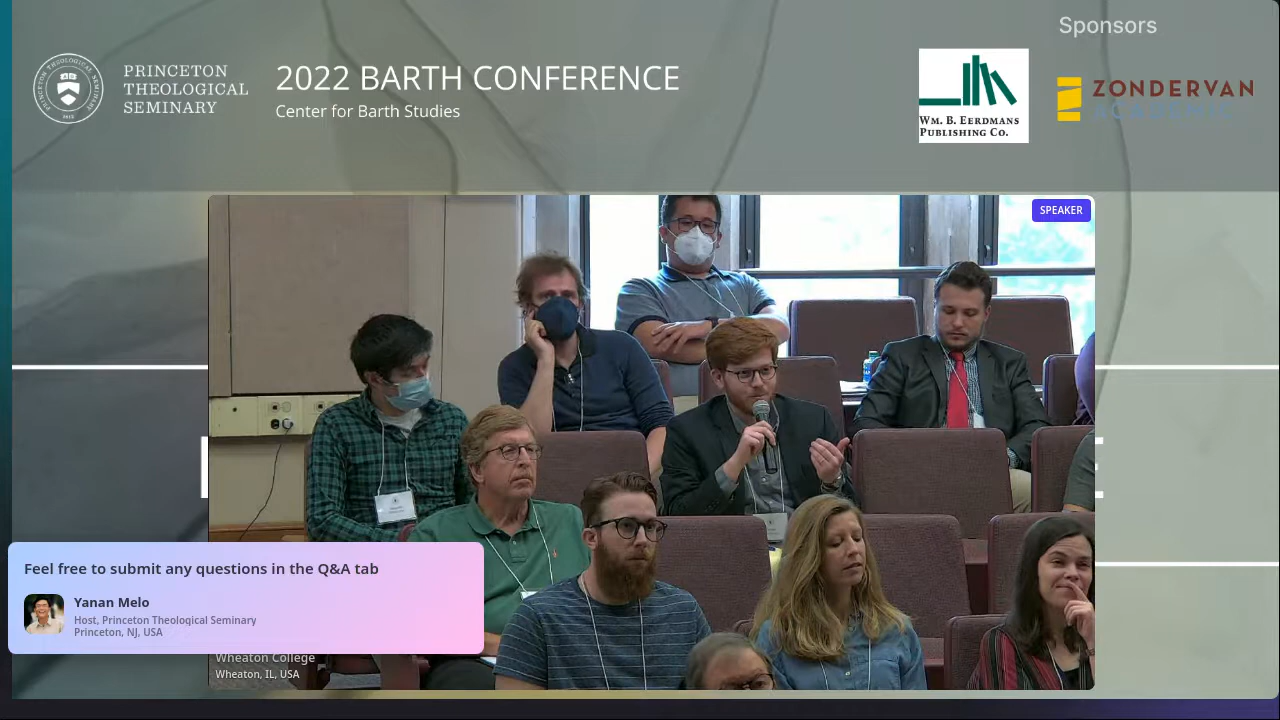 Sponsors
PRINCETON
THEOLOGICAL
SEMINARY
2022 BARTH CONFERENCE
Center for Barth Studies
WM. B. EERDMANS
PUBLISHING CO.
ZONDERVAN
ACADEMIC
SPEAKER
Feel free to submit any questions in the Q&A tab
Yanan Melo
Host, Princeton Theological Seminary
Princeton, NJ, USA
Wheaton College
Wheaton, IL, USA